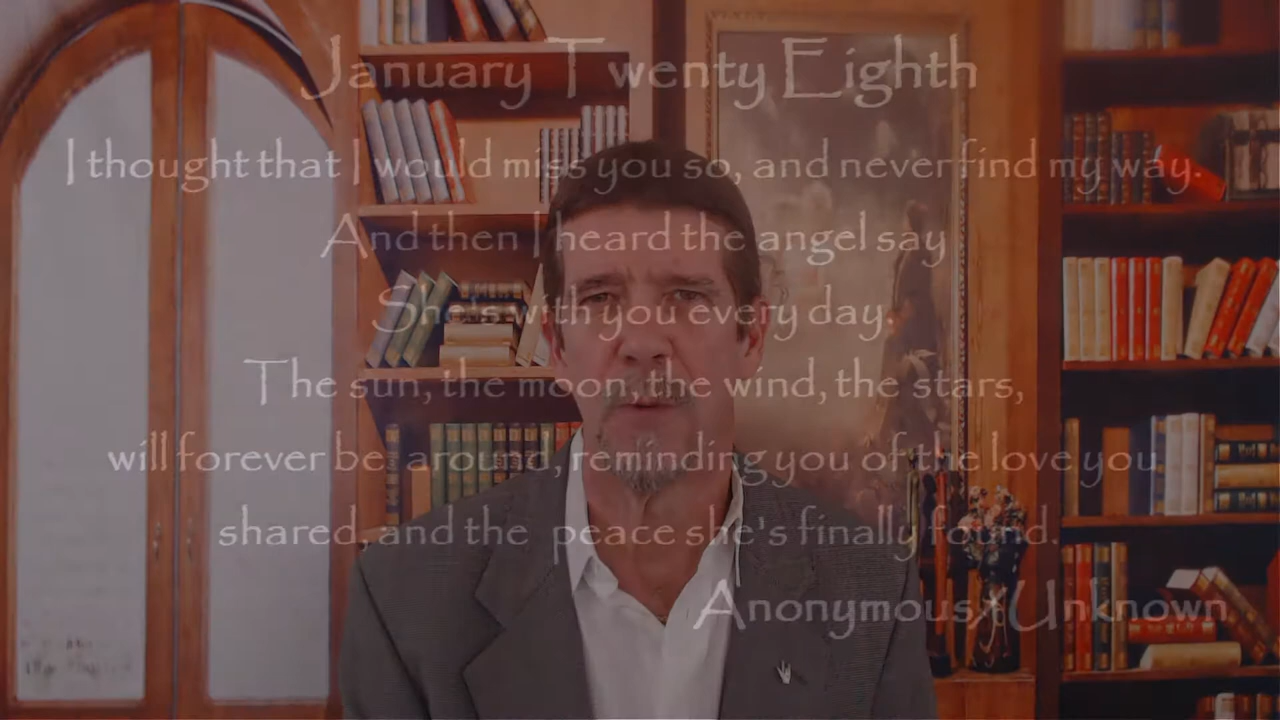 January Twenty Eighth
I thought that I would miss you so, and never find my way.
And then I heard the angel say
She's with you every day.
The sun, the moon, the wind, the stars,
will forever be around, reminding you of the love you
shared, and the peace she's finally found.
Anonymous/Unknown